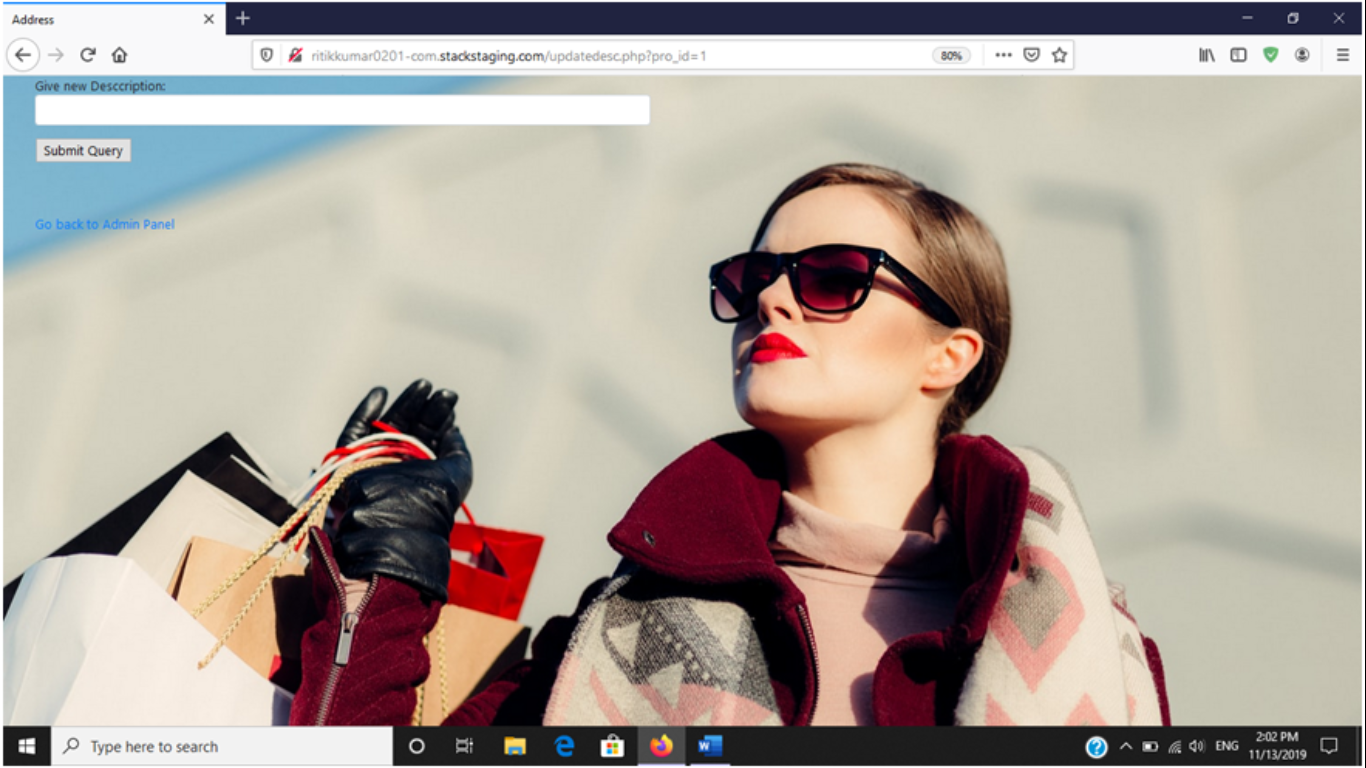 Address
ritikkumar0201-com.stackstaging.com/updatedesc.php?pro_id=1
80%
Give new Desccription:
Submit Query
Go back to Admin Panel
Type here to search
ENG
2:02 PM
11/13/2019